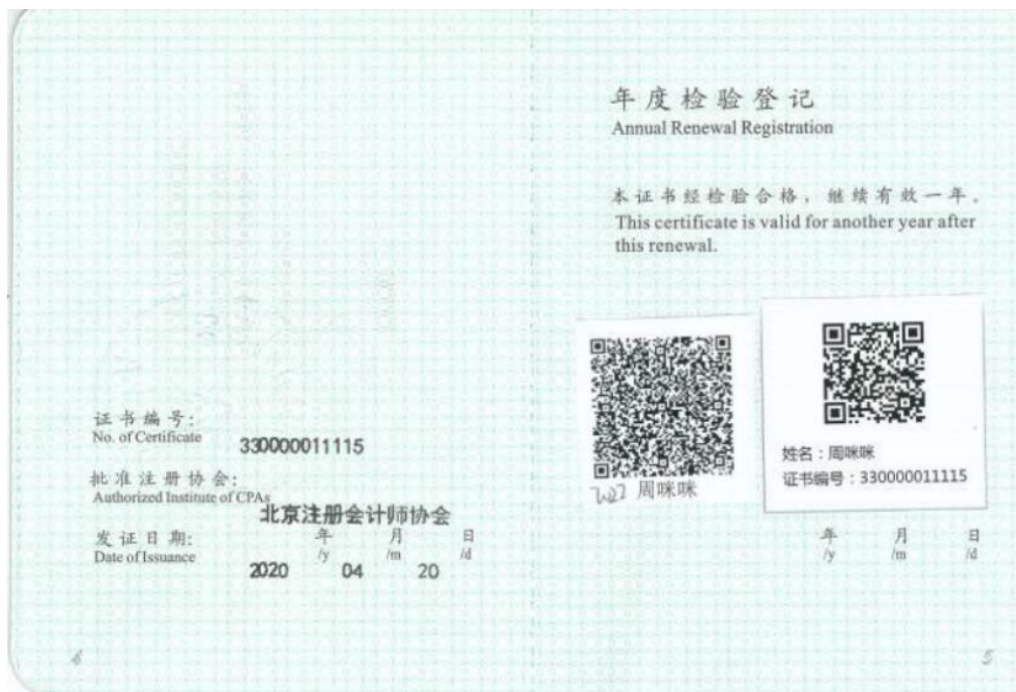 证书编号:
No. of Certificate
330000011115
批准注册协会:
Authorized Institute of CPAs
北京注册会计师协会
发证日期:
Date of Issuance
年 月 日
/y /m /d
2020 04 20
年度检验登记
Annual Renewal Registration
本证书经检验合格，继续有效一年。
This certificate is valid for another year after
this renewal.
周咪咪
姓名：周咪咪
证书编号：330000011115
年 月 日
/y /m /d
5